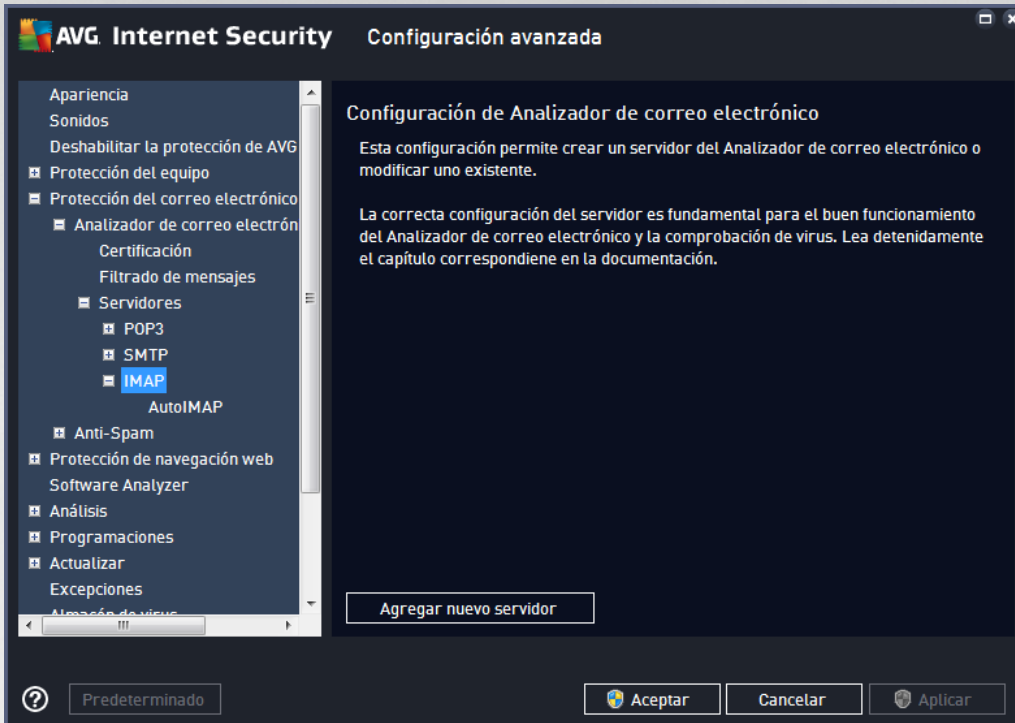 AVG. Internet Security
Configuración avanzada
Apariencia
Sonidos
Deshabilitar la protección de AVG
Protección del equipo
Protección del correo electrónico
Analizador de correo electrón
Certificación
Filtrado de mensajes
Servidores
POP3
SMTP
IMAP
AutoIMAP
Anti-Spam
Protección de navegación web
Software Analyzer
Análisis
Programaciones
Actualizar
Excepciones
Almacén de virus
Configuración de Analizador de correo electrónico
Esta configuración permite crear un servidor del Analizador de correo electrónico o
modificar uno existente.
La correcta configuración del servidor es fundamental para el buen funcionamiento
del Analizador de correo electrónico y la comprobación de virus. Lea detenidamente
el capítulo correspondiene en la documentación.
Agregar nuevo servidor
Predeterminado
Aceptar
Cancelar
Aplicar